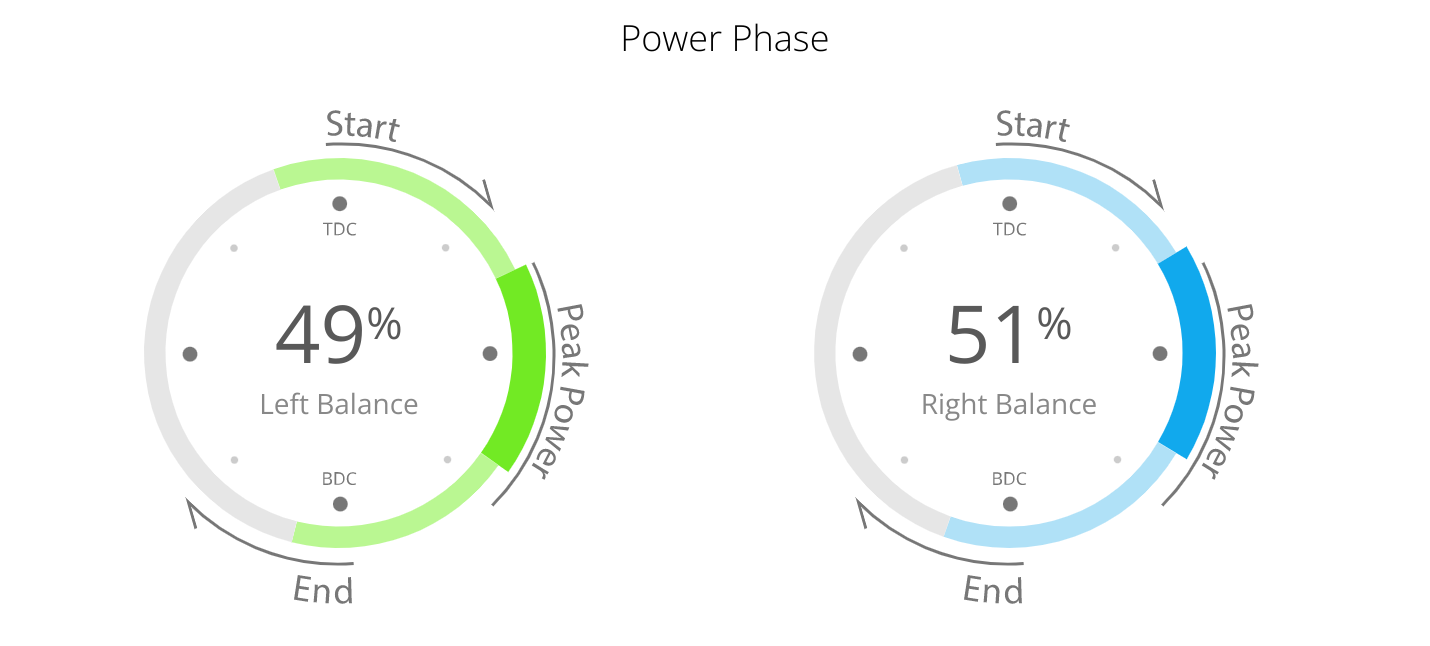 Power Phase
Start
TDC
49%
Left Balance
Peak Power
BDC
End
Start
TDC
51%
Right Balance
Peak Power
BDC
End